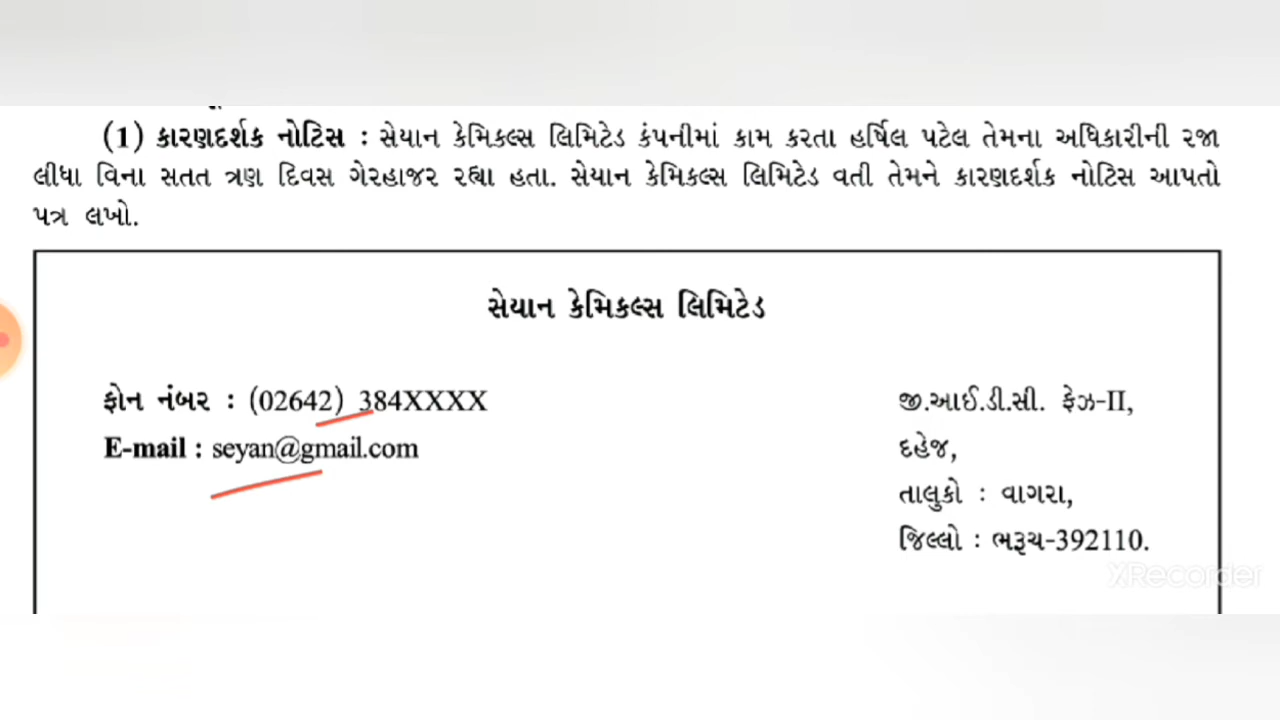 (1) કારણદર્શક નોટિસ : સેયાન કેમિકલ્સ લિમિટેડ કંપનીમાં કામ કરતા હર્ષિલ પટેલ તેમના અધિકારીની રજા
લીધા વિના સતત ત્રણ દિવસ ગેરહાજર રહ્યા હતા. સેયાન કેમિકલ્સ લિમિટેડ વતી તેમને કારણદર્શક નોટિસ આપતો
પત્ર લખો.
સેયાન કેમિકલ્સ લિમિટેડ
ફોન નંબર : (02642) 384XXXX
E-mail : seyan@gmail.com
જી.આઈ.ડી.સી. ફેઝ-II,
દહેજ,
તાલુકો : વાગરા,
જિલ્લો : ભરૂચ-392110.
XRecorder